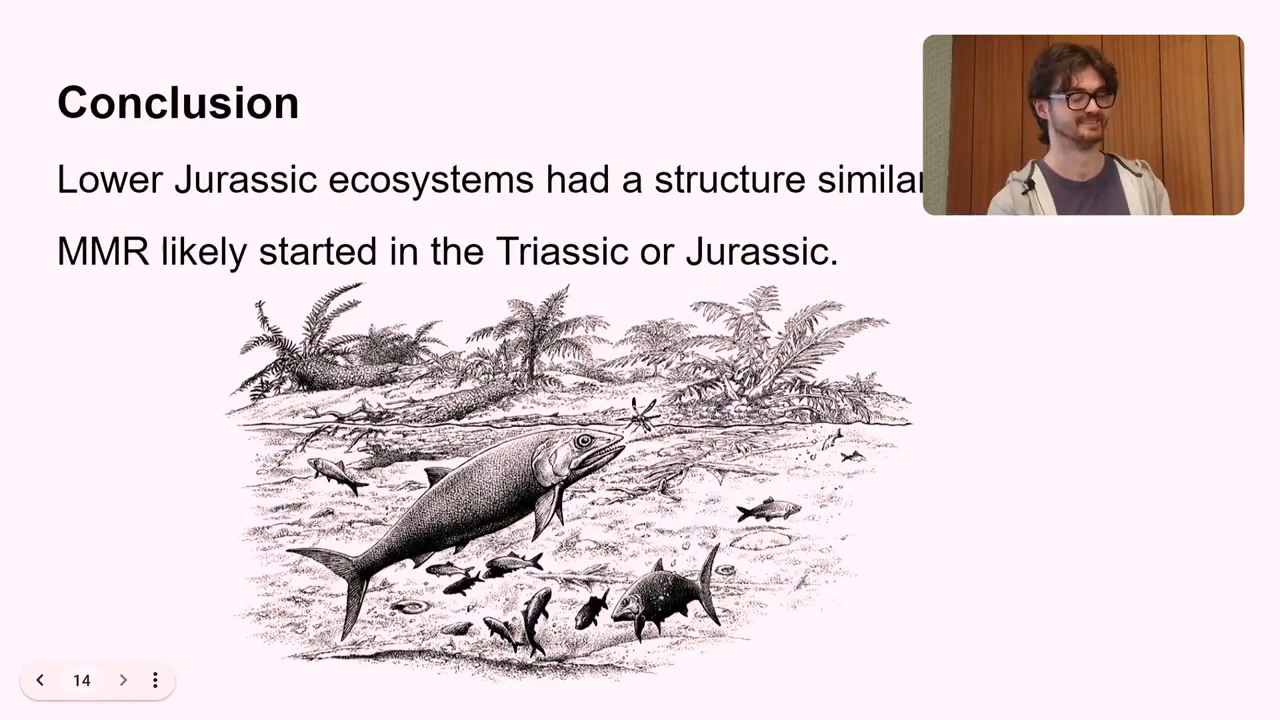 Conclusion
Lower Jurassic ecosystems had a structure similar
MMR likely started in the Triassic or Jurassic.
14